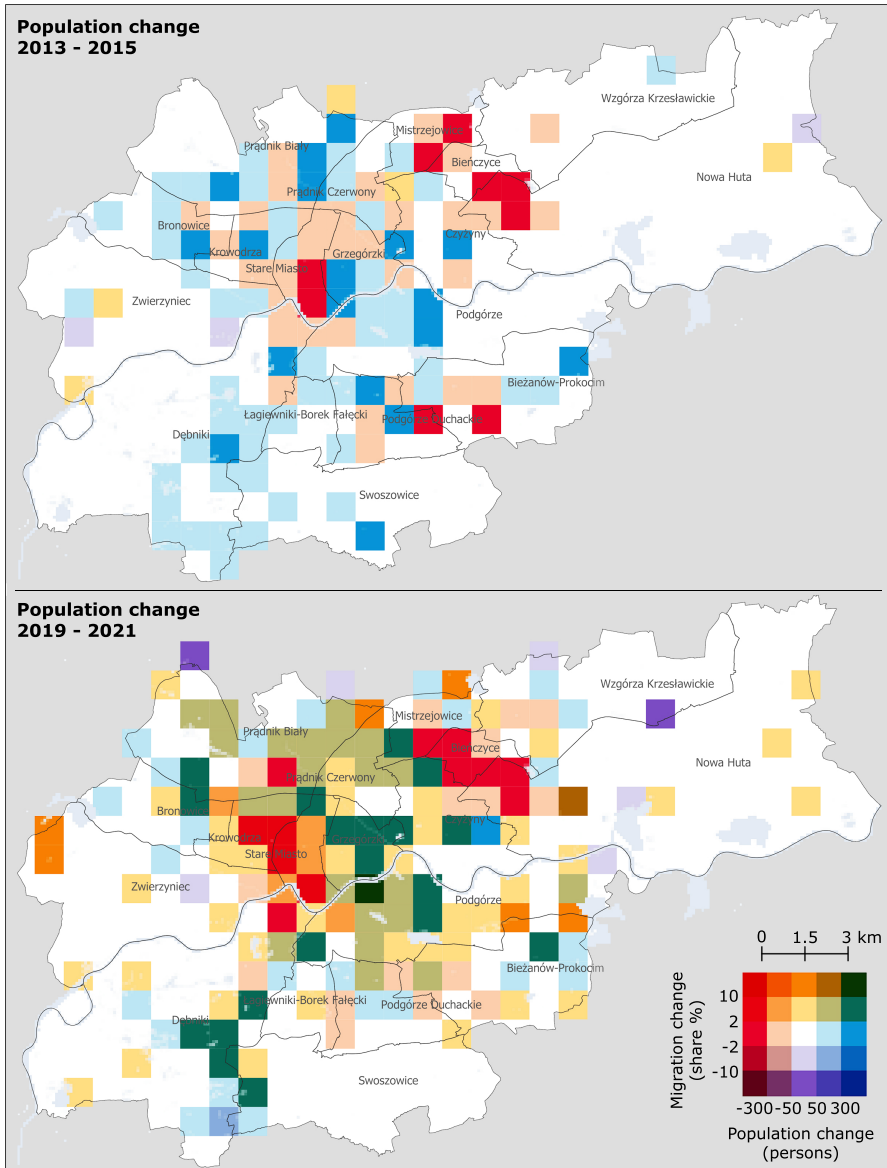 Population change
2013 - 2015
Wzgórza Krzesławickie
Mistrzejowice
Prądnik Biały
Bieńczyce
Nowa Huta
Prądnik Czerwony
Bronowice
Czyżyny
Krowodrza
Grzegórzki
Stare Miasto
Zwierzyniec
Podgórze
Bieżanów-Prokocim
Łagiewniki-Borek Fałęcki
Podgórze Duchackie
Dębniki
Swoszowice
Population change
2019 - 2021
Wzgórza Krzesławickie
Mistrzejowice
Prądnik Biały
Bieńczyce
Nowa Huta
Prądnik Czerwony
Bronowice
Czyżyny
Krowodrza
Grzegórzki
Stare Miasto
Zwierzyniec
Podgórze
Bieżanów-Prokocim
Łagiewniki-Borek Fałęcki
Podgórze Duchackie
Dębniki
Swoszowice
0 1.5 3 km
Migration change
(share %)
10
2
-2
-10
-300 -50 50 300
Population change
(persons)